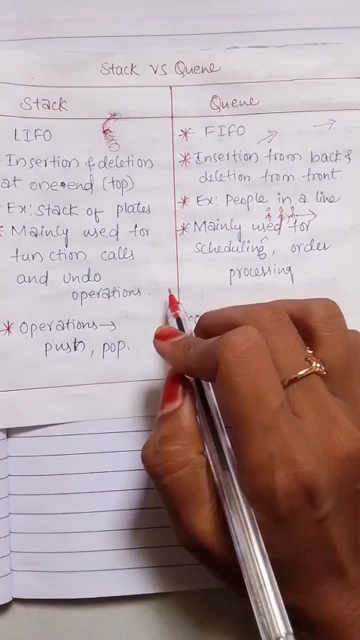 Stack vs Queue
Stack
LIFO
Insertion & deletion
at one end (top)
Ex: Stack of plates
* Mainly used for
function calls
and undo
operations.
* Operations →
push, pop.
Queue
* FIFO
* Insertion from back &
deletion from front.
* Ex: People in a line
* Mainly used for
scheduling, order
processing.